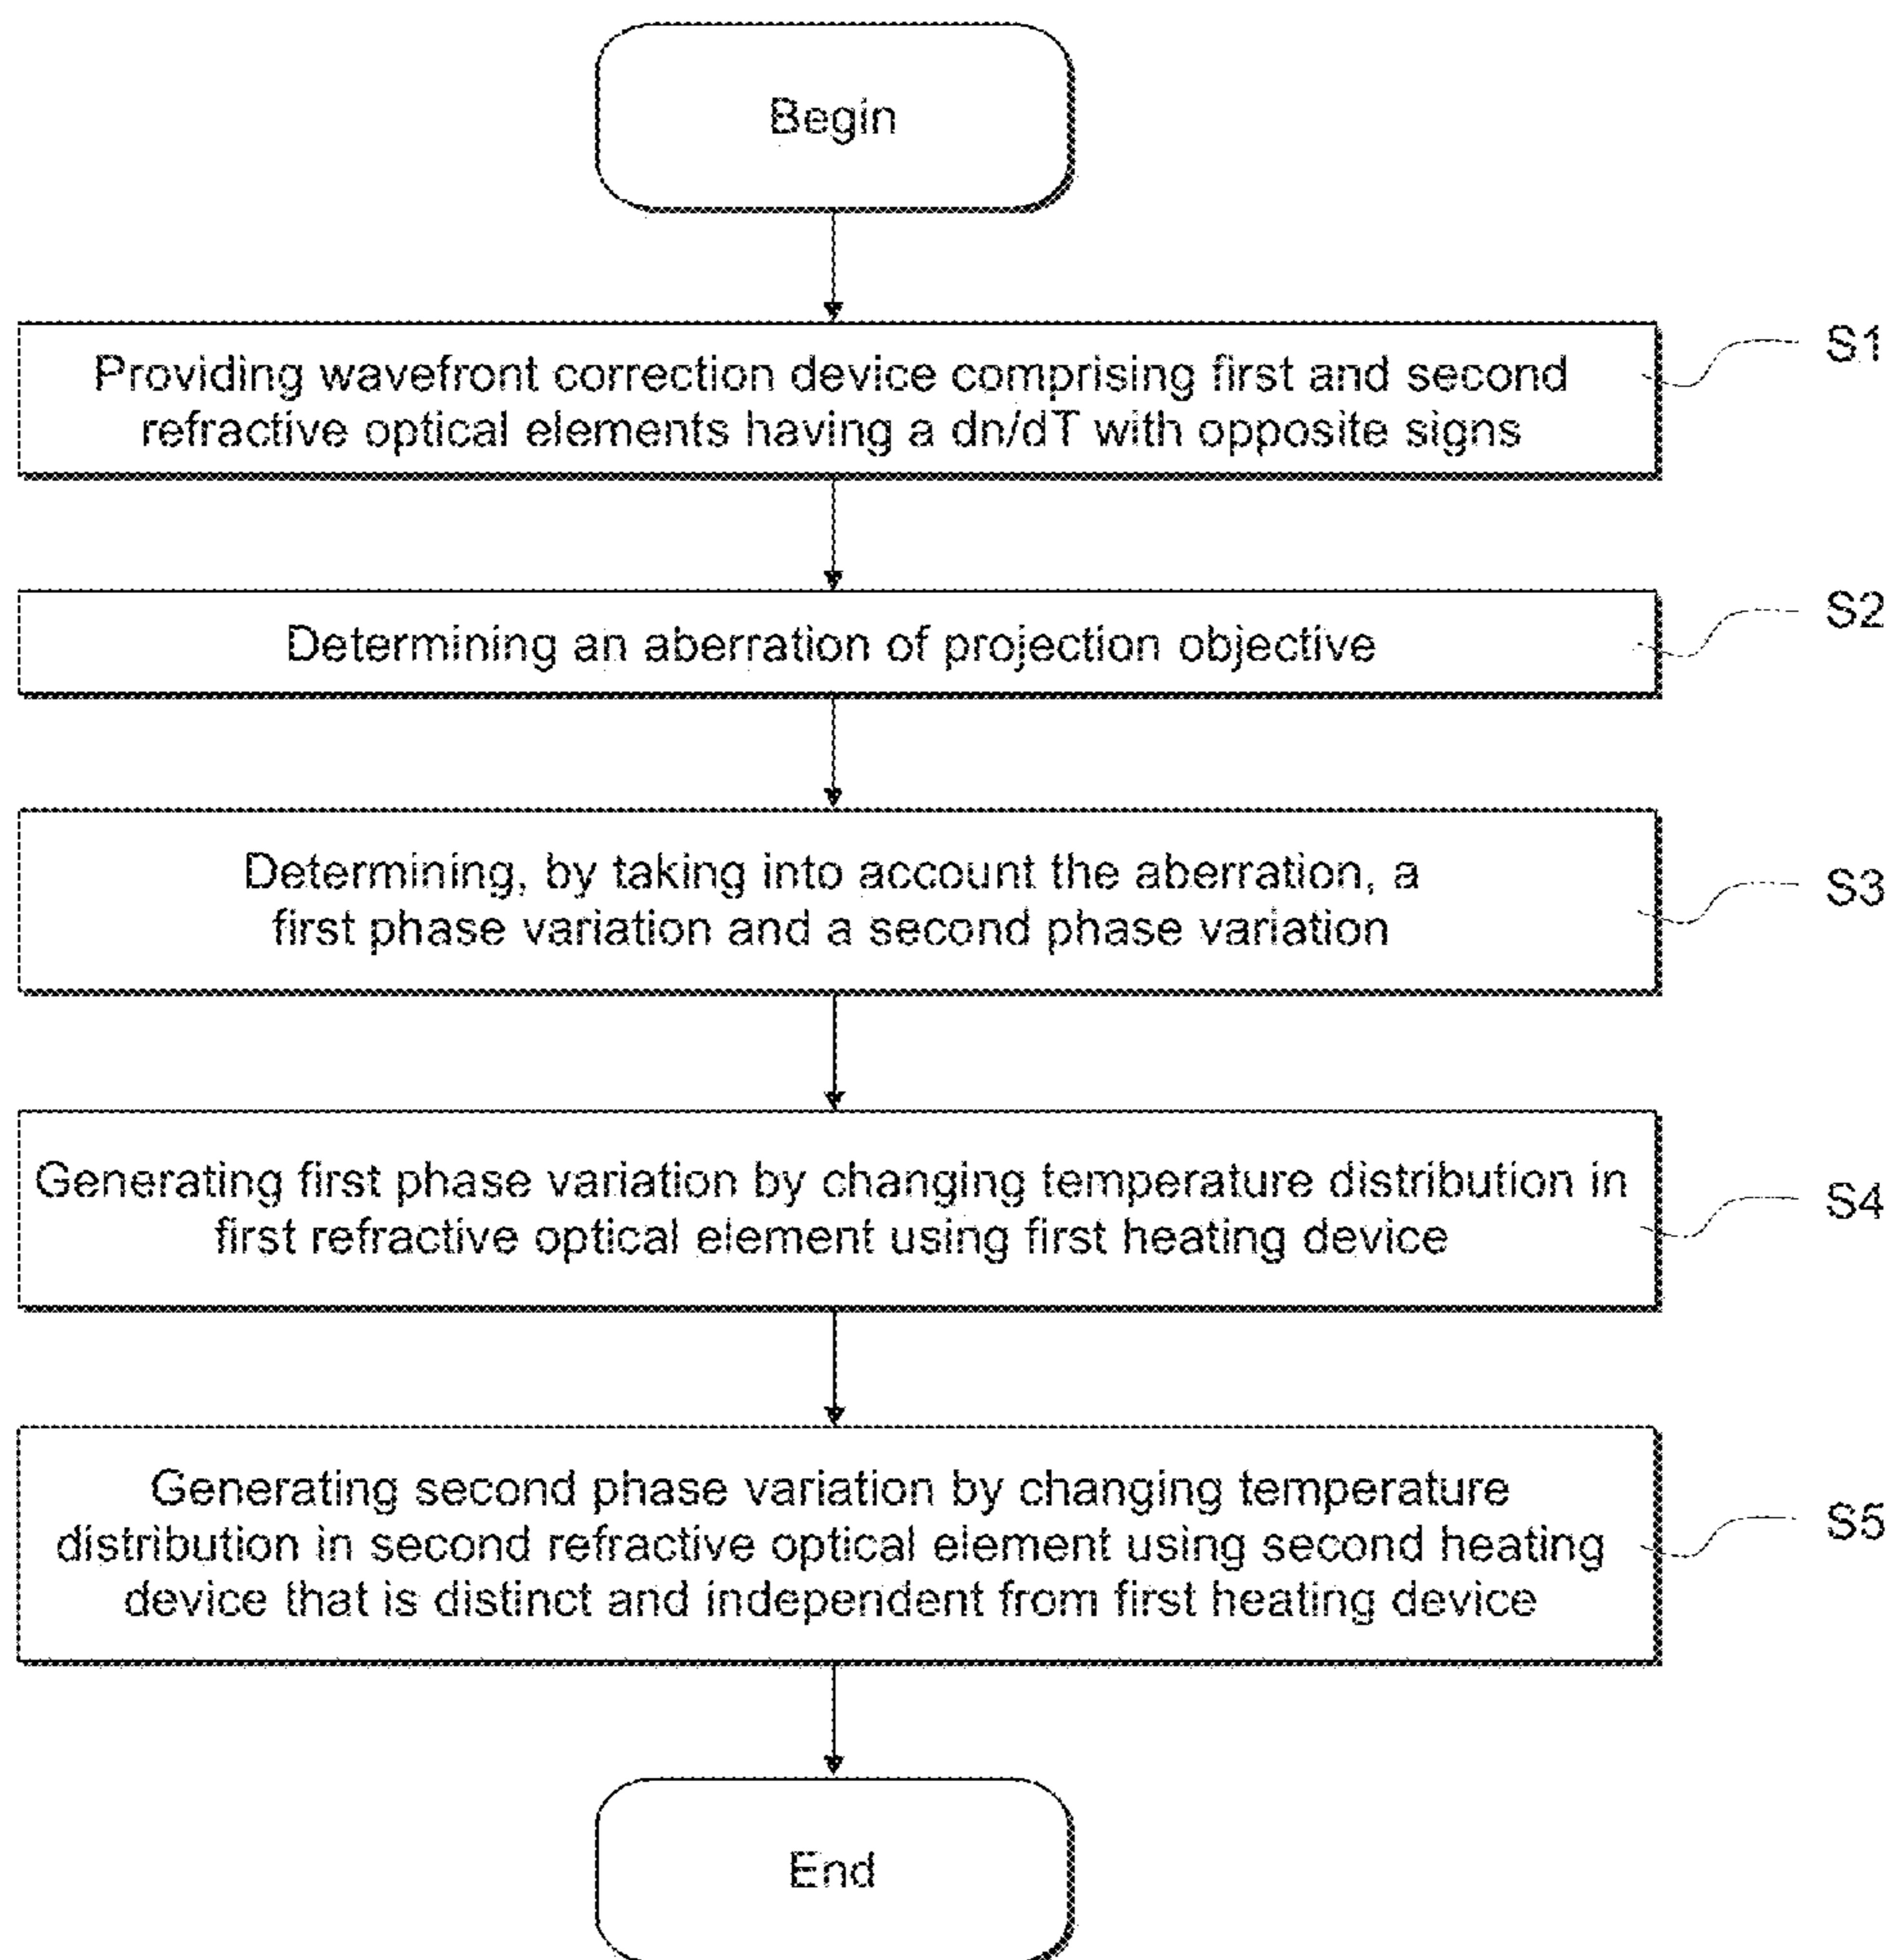 Begin
Providing wavefront correction device comprising first and second
refractive optical elements having a dn/dT with opposite signs
S1
Determining an aberration of projection objective
S2
Determining, by taking into account the aberration, a
first phase variation and a second phase variation
S3
Generating first phase variation by changing temperature distribution in
first refractive optical element using first heating device
S4
Generating second phase variation by changing temperature
distribution in second refractive optical element using second heating
device that is distinct and independent from first heating device
S5
End